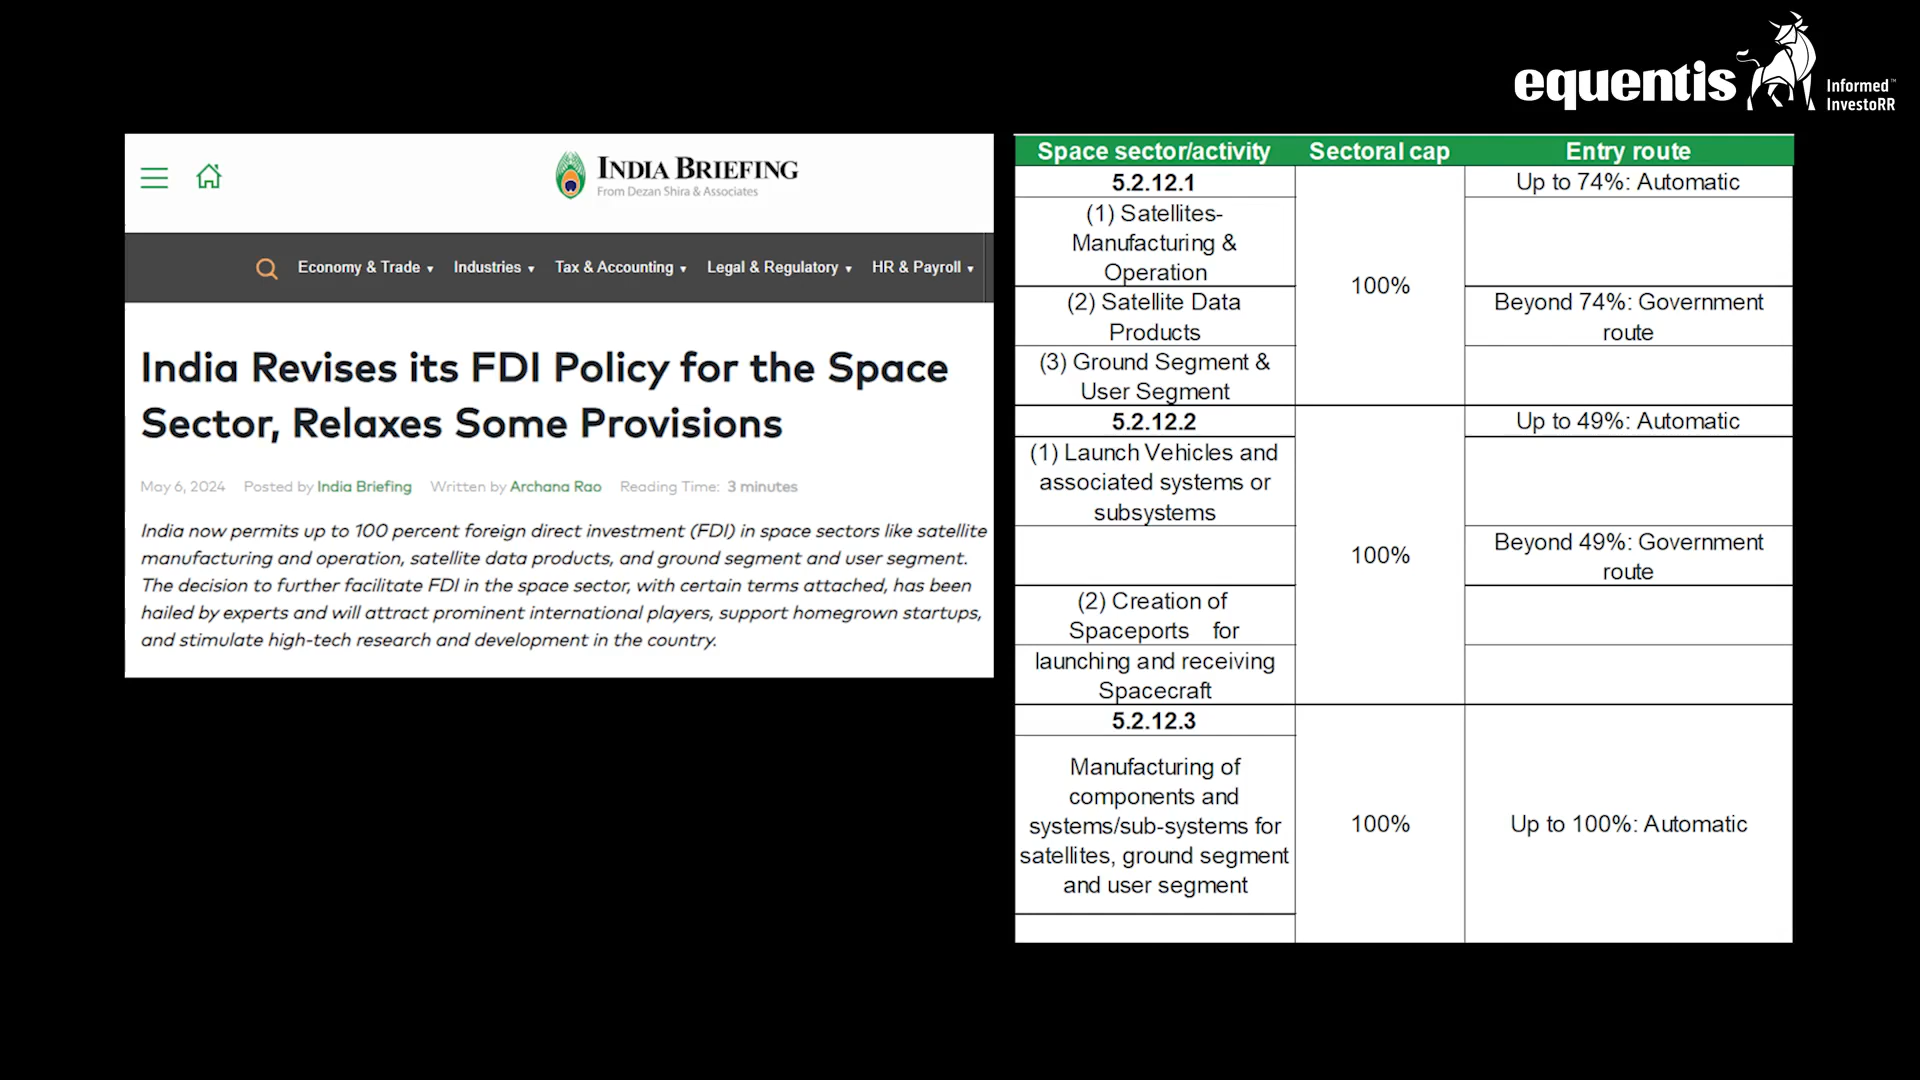 equentis
Informed™
InvestoRR
INDIA BRIEFING
From Dezan Shira & Associates
Economy & Trade ▾ Industries ▾ Tax & Accounting ▾ Legal & Regulatory ▾ HR & Payroll ▾
India Revises its FDI Policy for the Space
Sector, Relaxes Some Provisions
May 6, 2024 Posted by India Briefing Written by Archana Rao Reading Time: 3 minutes
India now permits up to 100 percent foreign direct investment (FDI) in space sectors like satellite
manufacturing and operation, satellite data products, and ground segment and user segment.
The decision to further facilitate FDI in the space sector, with certain terms attached, has been
hailed by experts and will attract prominent international players, support homegrown startups,
and stimulate high-tech research and development in the country.
Space sector/activity Sectoral cap Entry route
5.2.12.1
Up to 74%: Automatic
(1) Satellites-
Manufacturing &
Operation
100%
(2) Satellite Data
Products
Beyond 74%: Government
route
(3) Ground Segment &
User Segment
5.2.12.2
Up to 49%: Automatic
(1) Launch Vehicles and
associated systems or
subsystems
100%
Beyond 49%: Government
route
(2) Creation of
Spaceports for
launching and receiving
Spacecraft
5.2.12.3
Manufacturing of
components and
systems/sub-systems for
satellites, ground segment
and user segment
100%
Up to 100%: Automatic